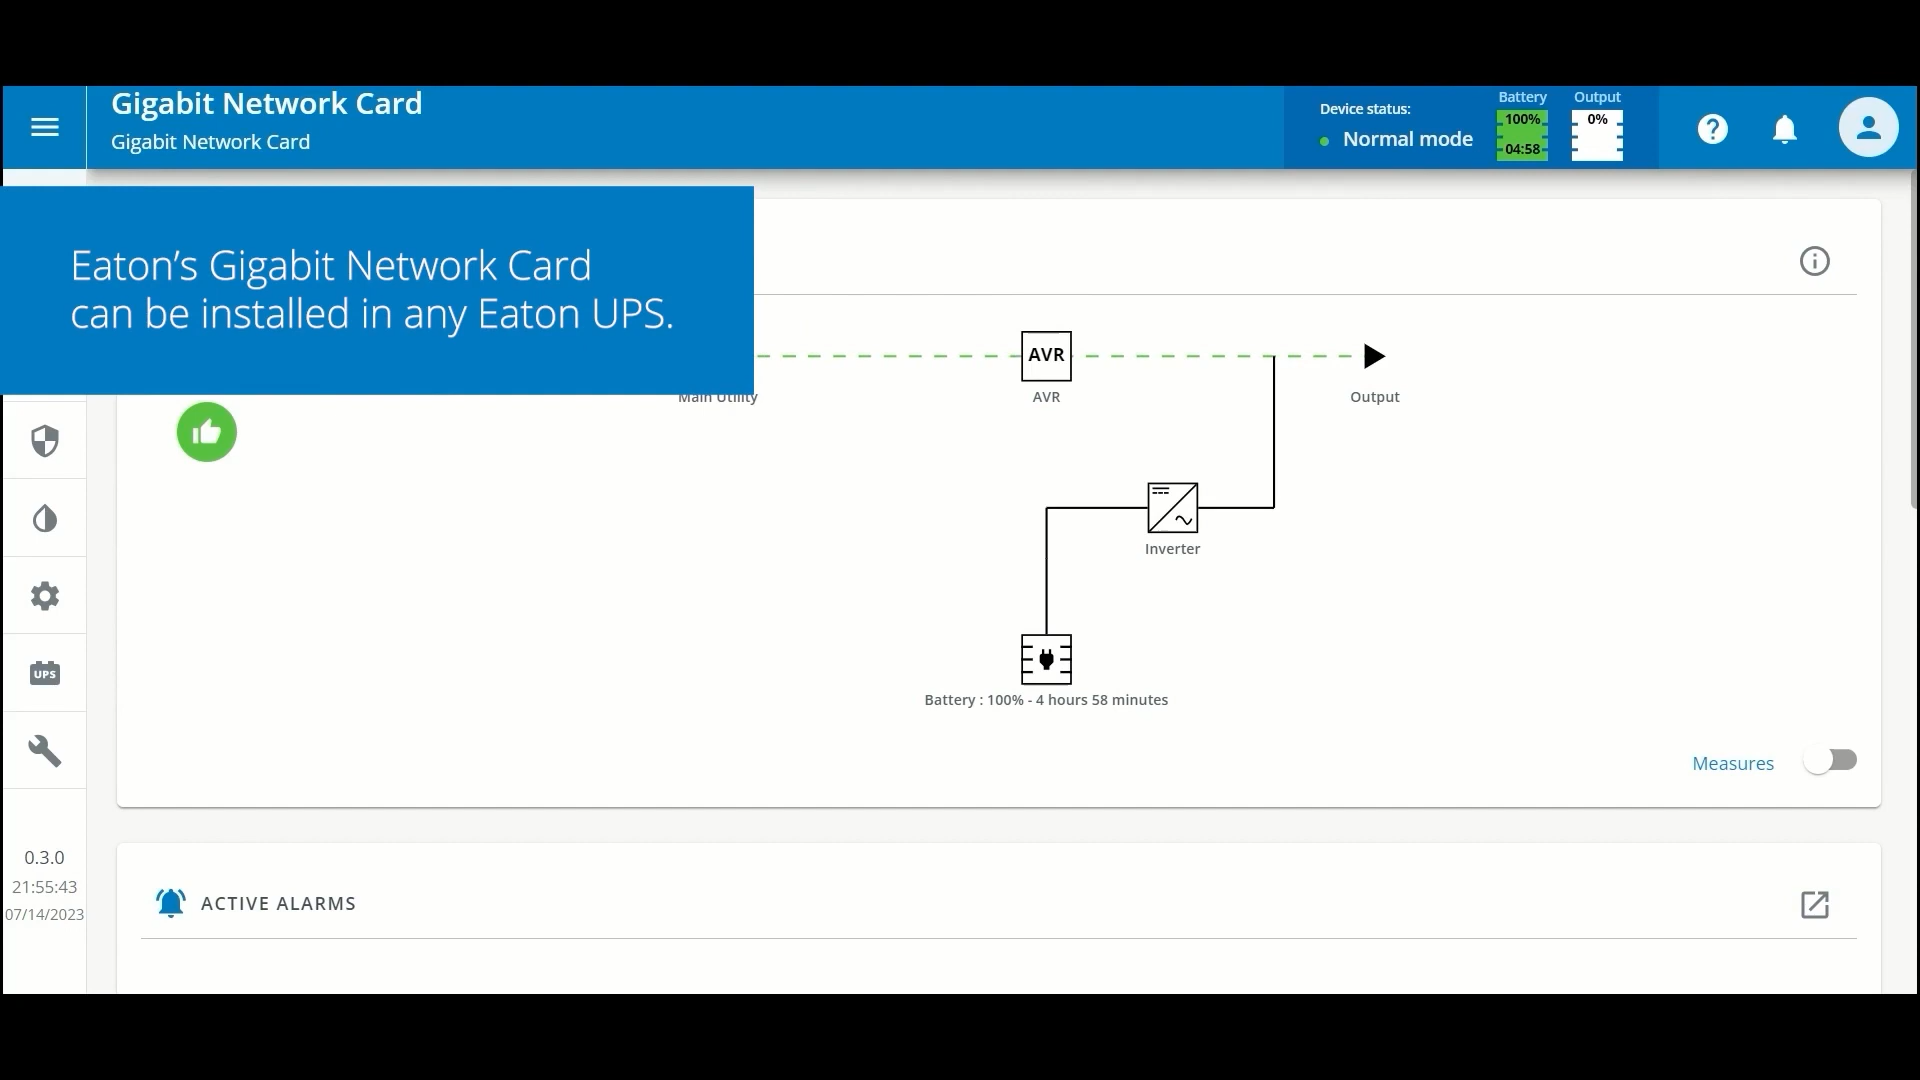 Gigabit Network Card
Gigabit Network Card
Device status:
Normal mode
Battery
100%
04:58
Output
0%
?
Eaton’s Gigabit Network Card
can be installed in any Eaton UPS.
AVR
Main Utility
AVR
Output
Inverter
UPS
Battery : 100% - 4 hours 58 minutes
Measures
0.3.0
21:55:43
07/14/2023
ACTIVE ALARMS